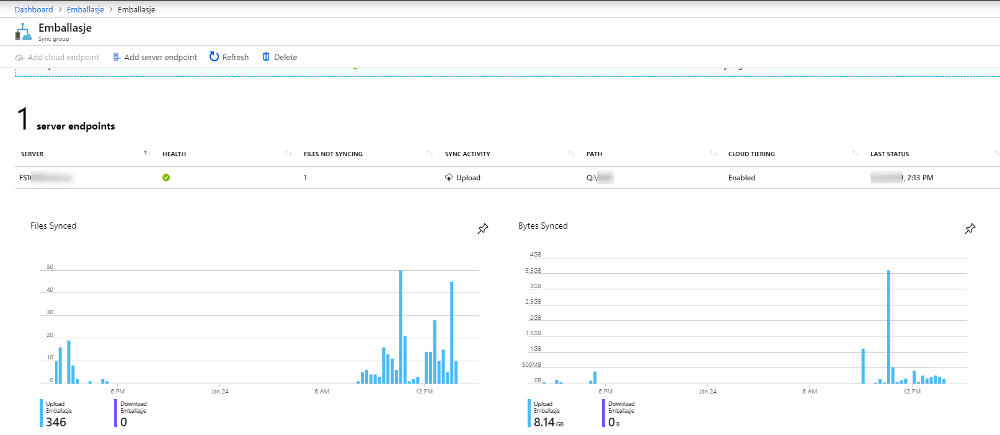 Dashboard > Emballasje > Emballasje
Emballasje
Sync group
Add cloud endpoint Add server endpoint Refresh Delete
1 server endpoints
SERVER HEALTH FILES NOT SYNCING SYNC ACTIVITY PATH CLOUD TIERING LAST STATUS
1 Upload Q:\ Enabled , 2:13 PM
Files Synced
50
40
30
20
10
0
6 PM Jan 24 6 AM 12 PM
Upload
Emballasje
346
Download
Emballasje
0
Bytes Synced
4GB
3.5GB
3GB
2.5GB
2GB
1.5GB
1GB
500MB
0B
6 PM Jan 24 6 AM 12 PM
Upload
Emballasje
8.14 GB
Download
Emballasje
0 B